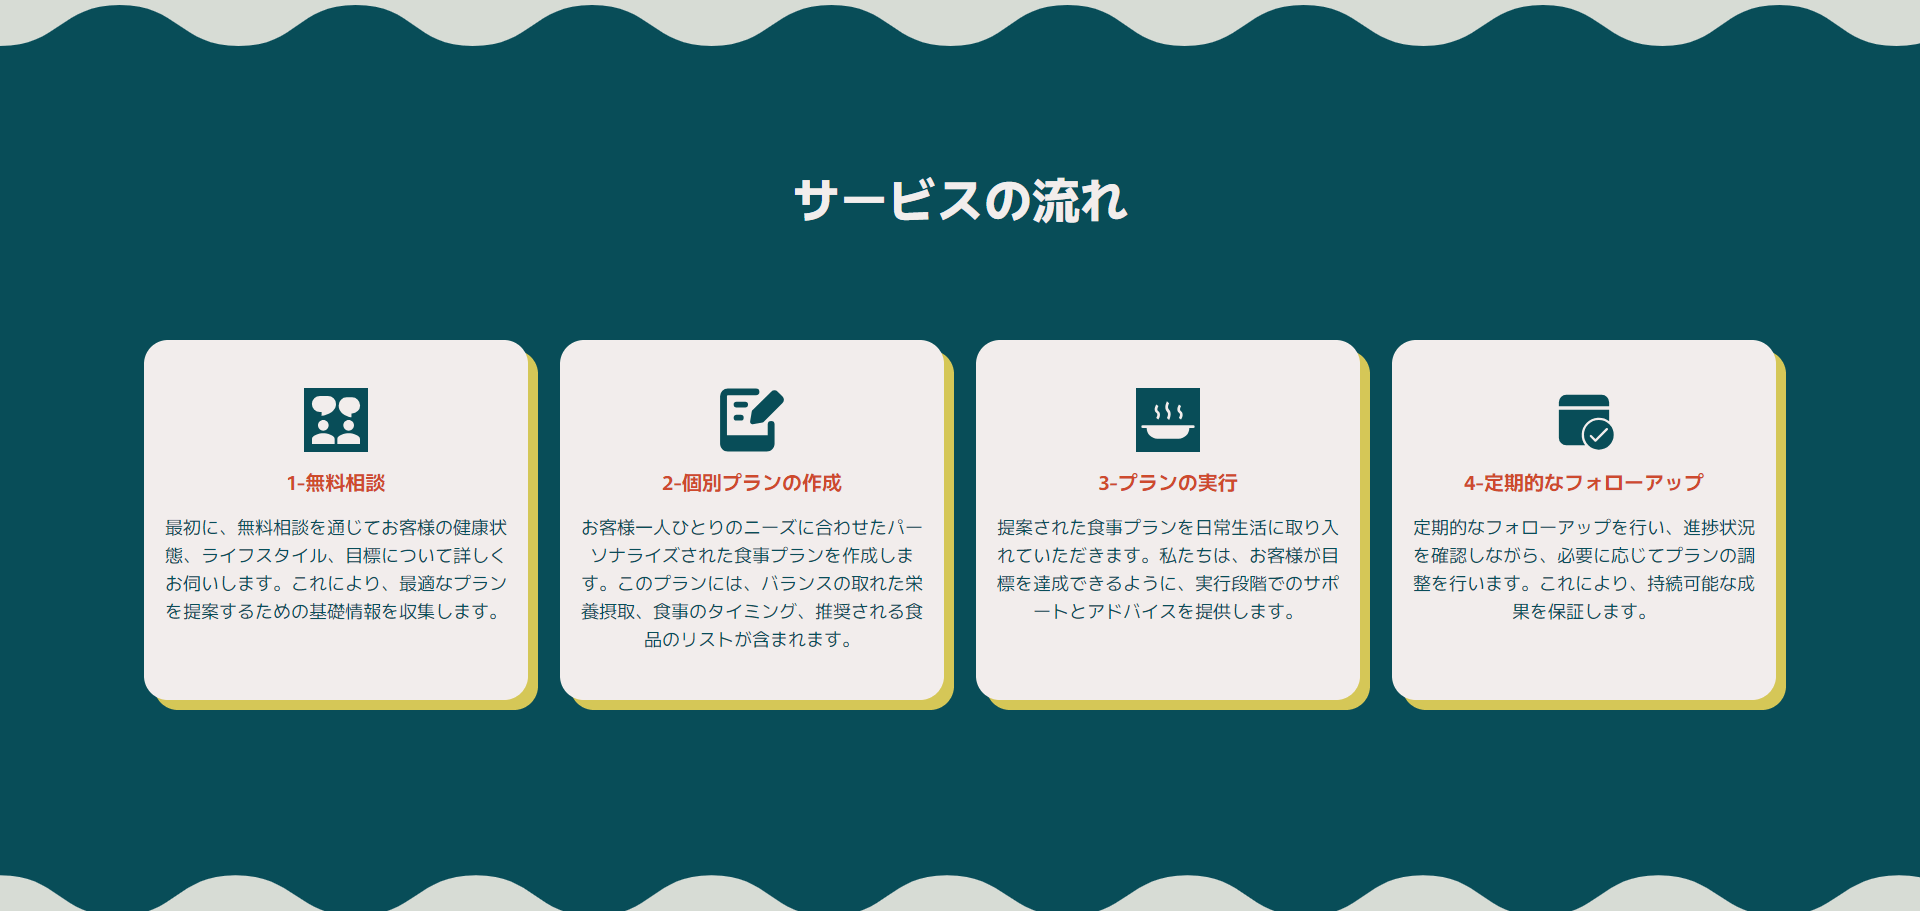 サービスの流れ
1-無料相談
最初に、無料相談を通じてお客様の健康状
態、ライフスタイル、目標について詳しく
お伺いします。これにより、最適なプラン
を提案するための基礎情報を収集します。
2-個別プランの作成
お客様一人ひとりのニーズに合わせたパー
ソナライズされた食事プランを作成しま
す。このプランには、バランスの取れた栄
養摂取、食事のタイミング、推奨される食
品のリストが含まれます。
3-プランの実行
提案された食事プランを日常生活に取り入
れていただきます。私たちは、お客様が目
標を達成できるように、実行段階でのサポ
ートとアドバイスを提供します。
4-定期的なフォローアップ
定期的なフォローアップを行い、進捗状況
を確認しながら、必要に応じてプランの調
整を行います。これにより、持続可能な成
果を保証します。